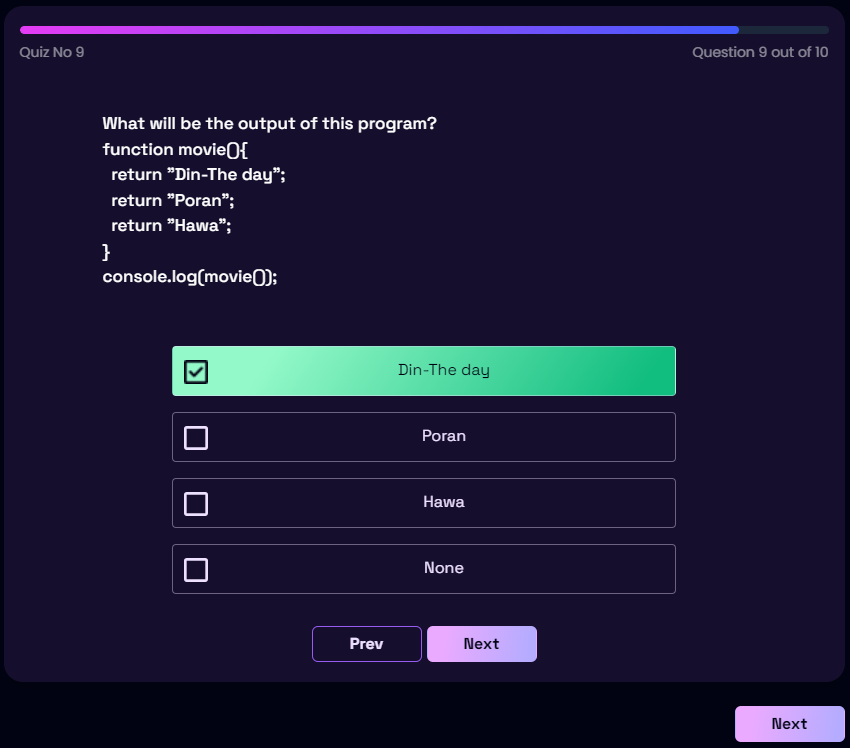 Quiz No 9
Question 9 out of 10
What will be the output of this program?
function movie(){
return ”Din-The day”;
return ”Poran”;
return ”Hawa”;
}
console.log(movie());
Din-The day
Poran
Hawa
None
Prev
Next
Next